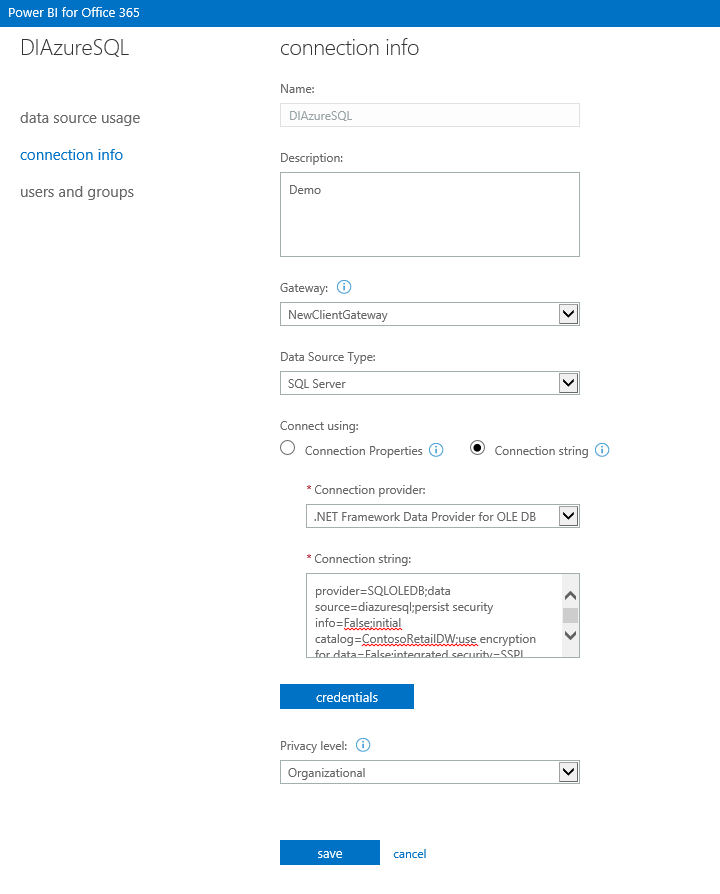 Power BI for Office 365
DIAzureSQL
connection info
data source usage
connection info
users and groups
Name:
DIAzureSQL
Description:
Demo
Gateway:
NewClientGateway
Data Source Type:
SQL Server
Connect using:
Connection Properties
Connection string
* Connection provider:
.NET Framework Data Provider for OLE DB
* Connection string:
provider=SQLOLEDB;data
source=diazuresql;persist security
info=False;initial
catalog=ContosoRetailDW;use encryption
for data=False;integrated security=SSPI
credentials
Privacy level:
Organizational
save
cancel